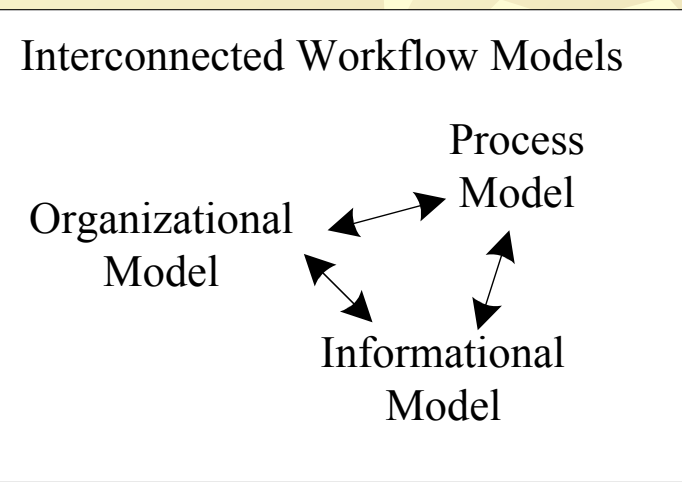 Interconnected Workflow Models
Process
Model
Organizational
Model
Informational
Model